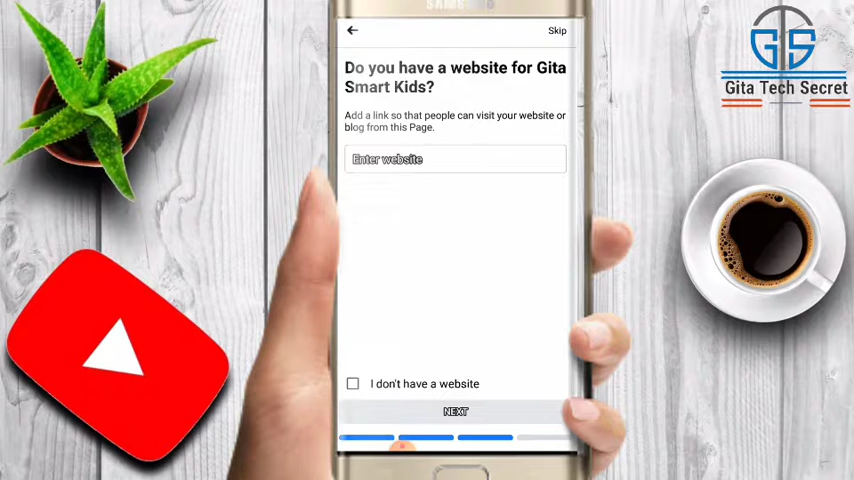 SAMSUNG
Skip
Do you have a website for Gita
Smart Kids?
Add a link so that people can visit your website or
blog from this Page.
Enter website
I don't have a website
NEXT
GTS
Gita Tech Secret